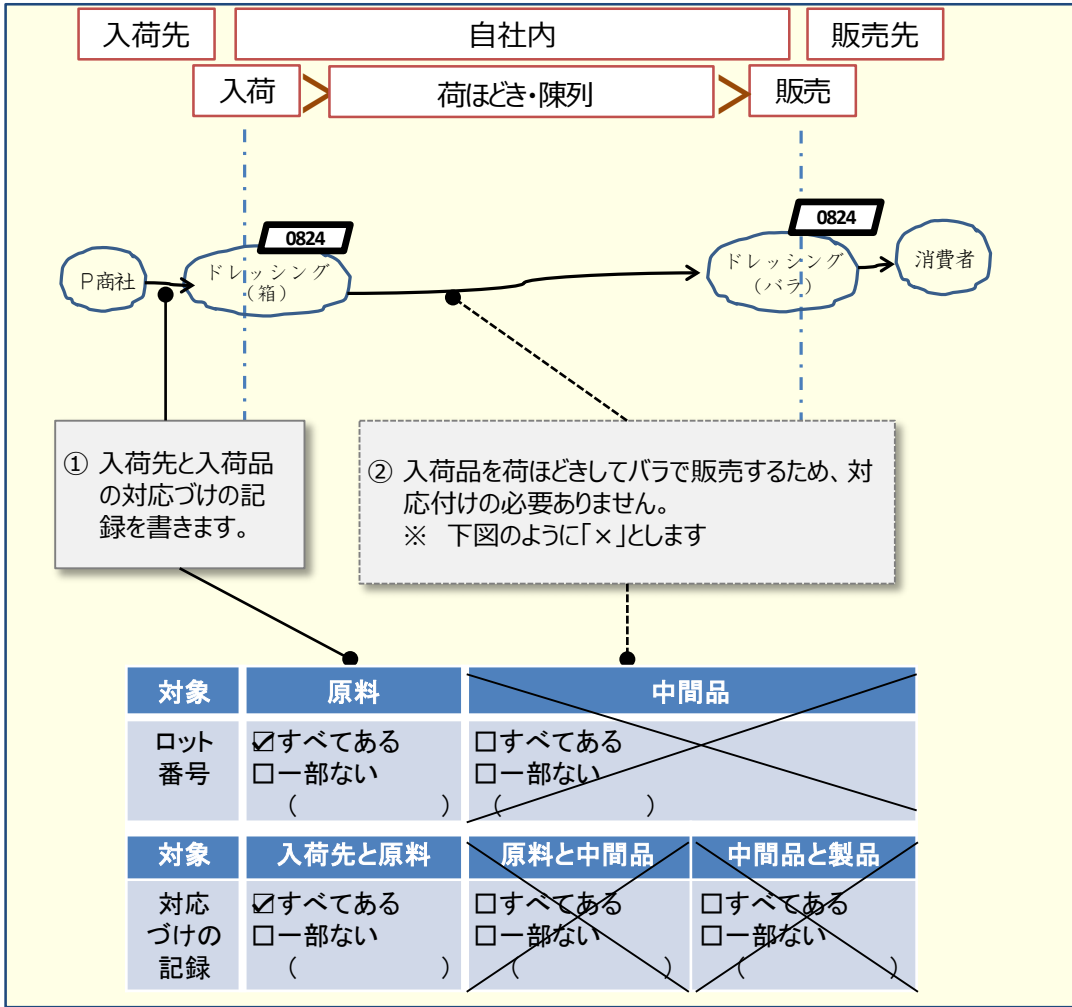 入荷先
自社内
販売先
入荷
荷ほどき・陳列
販売
0824
0824
P商社
ドレッシング
（箱）
ドレッシング
（バラ）
消費者
① 入荷先と入荷品
の対応づけの記
録を書きます。
② 入荷品を荷ほどきしてバラで販売するため、対
応付けの必要ありません。
※ 下図のように「×」とします
対象 原料 中間品
ロット ☑すべてある □すべてある
番号 □一部ない □一部ない
（ ） （ ）
対象 入荷先と原料 原料と中間品 中間品と製品
対応 ☑すべてある □すべてある □すべてある
づけの □一部ない □一部ない □一部ない
記録 （ ） （ ） （ ）